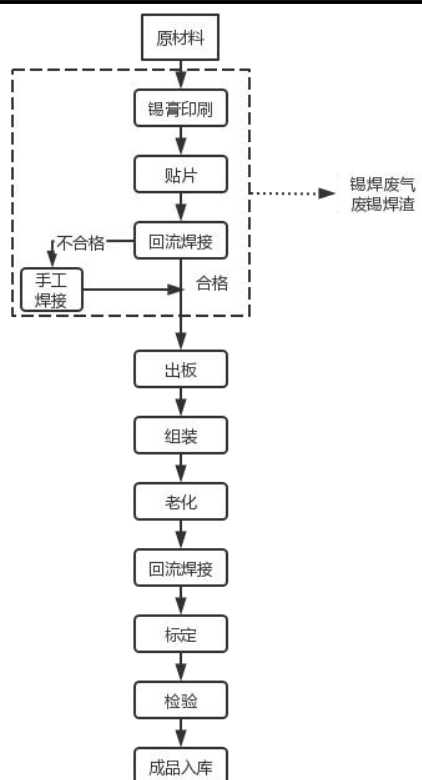 原材料
锡膏印刷
贴片
锡焊废气
废锡焊渣
不合格
回流焊接
手工
焊接
合格
出板
组装
老化
回流焊接
标定
检验
成品入库